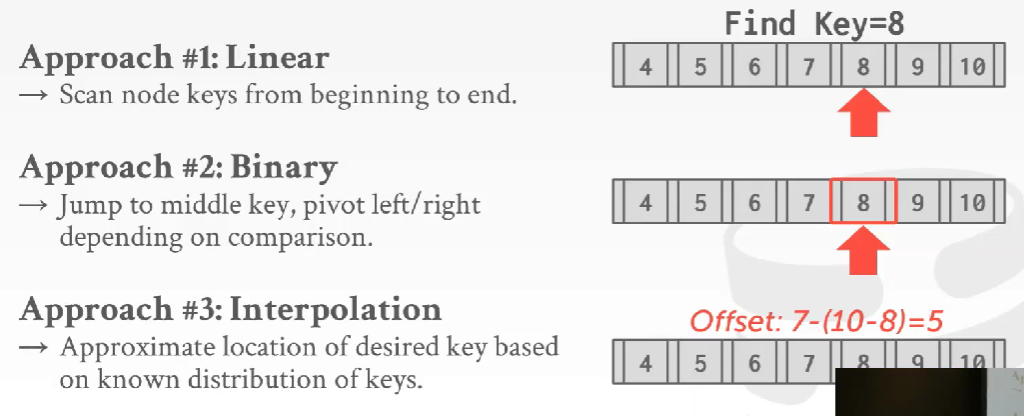 Find Key=8
Approach #1: Linear
→ Scan node keys from beginning to end.
4 5 6 7 8 9 10
Approach #2: Binary
→ Jump to middle key, pivot left/right
depending on comparison.
4 5 6 7 8 9 10
Approach #3: Interpolation
→ Approximate location of desired key based
on known distribution of keys.
Offset: 7-(10-8)=5
4 5 6 7 8 9 10